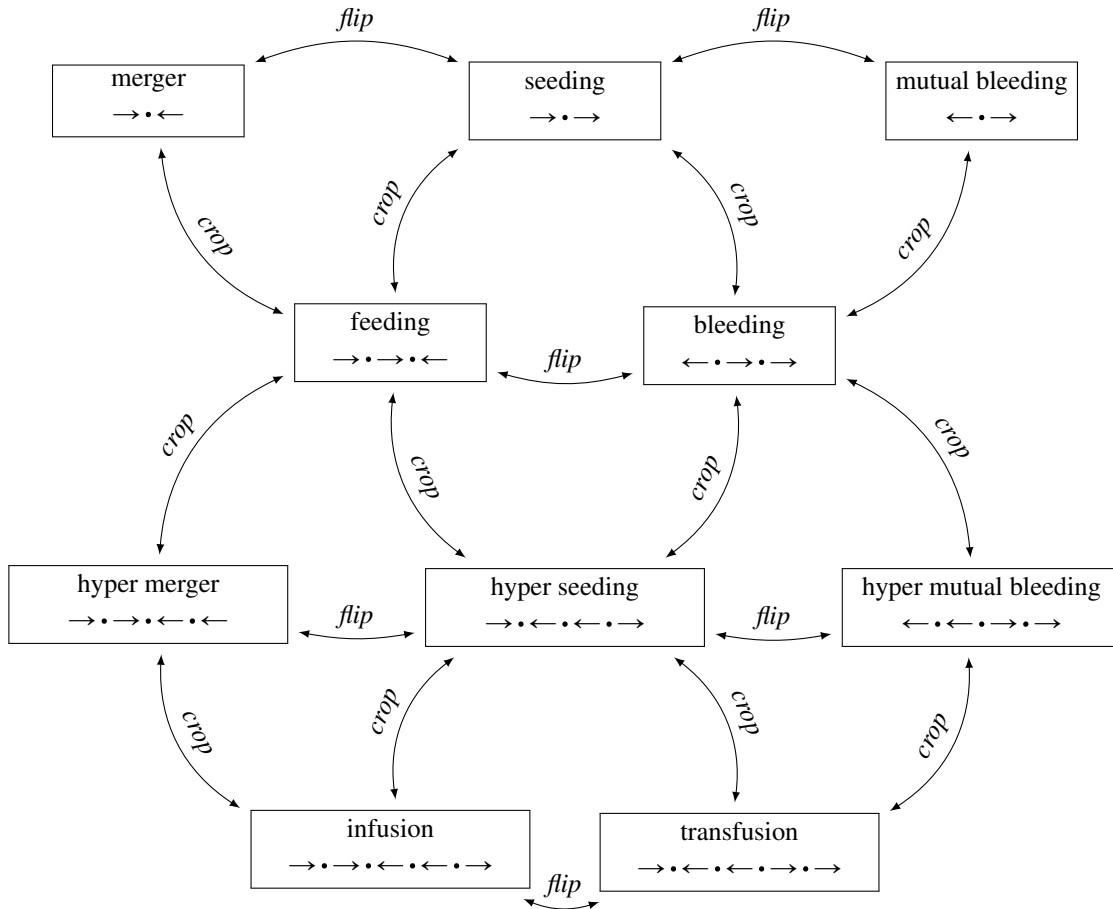 flip flip
merger seeding mutual bleeding
→•← →•→ ←•→
crop crop crop crop
feeding bleeding
→•→•← ←•→•→
flip
crop crop crop crop
hyper merger hyper seeding hyper mutual bleeding
→•→•←•← →•←•←•→ ←•←•→•→
flip flip
crop crop crop crop
infusion transfusion
→•→•←•←•→ →•←•←•→•→
flip